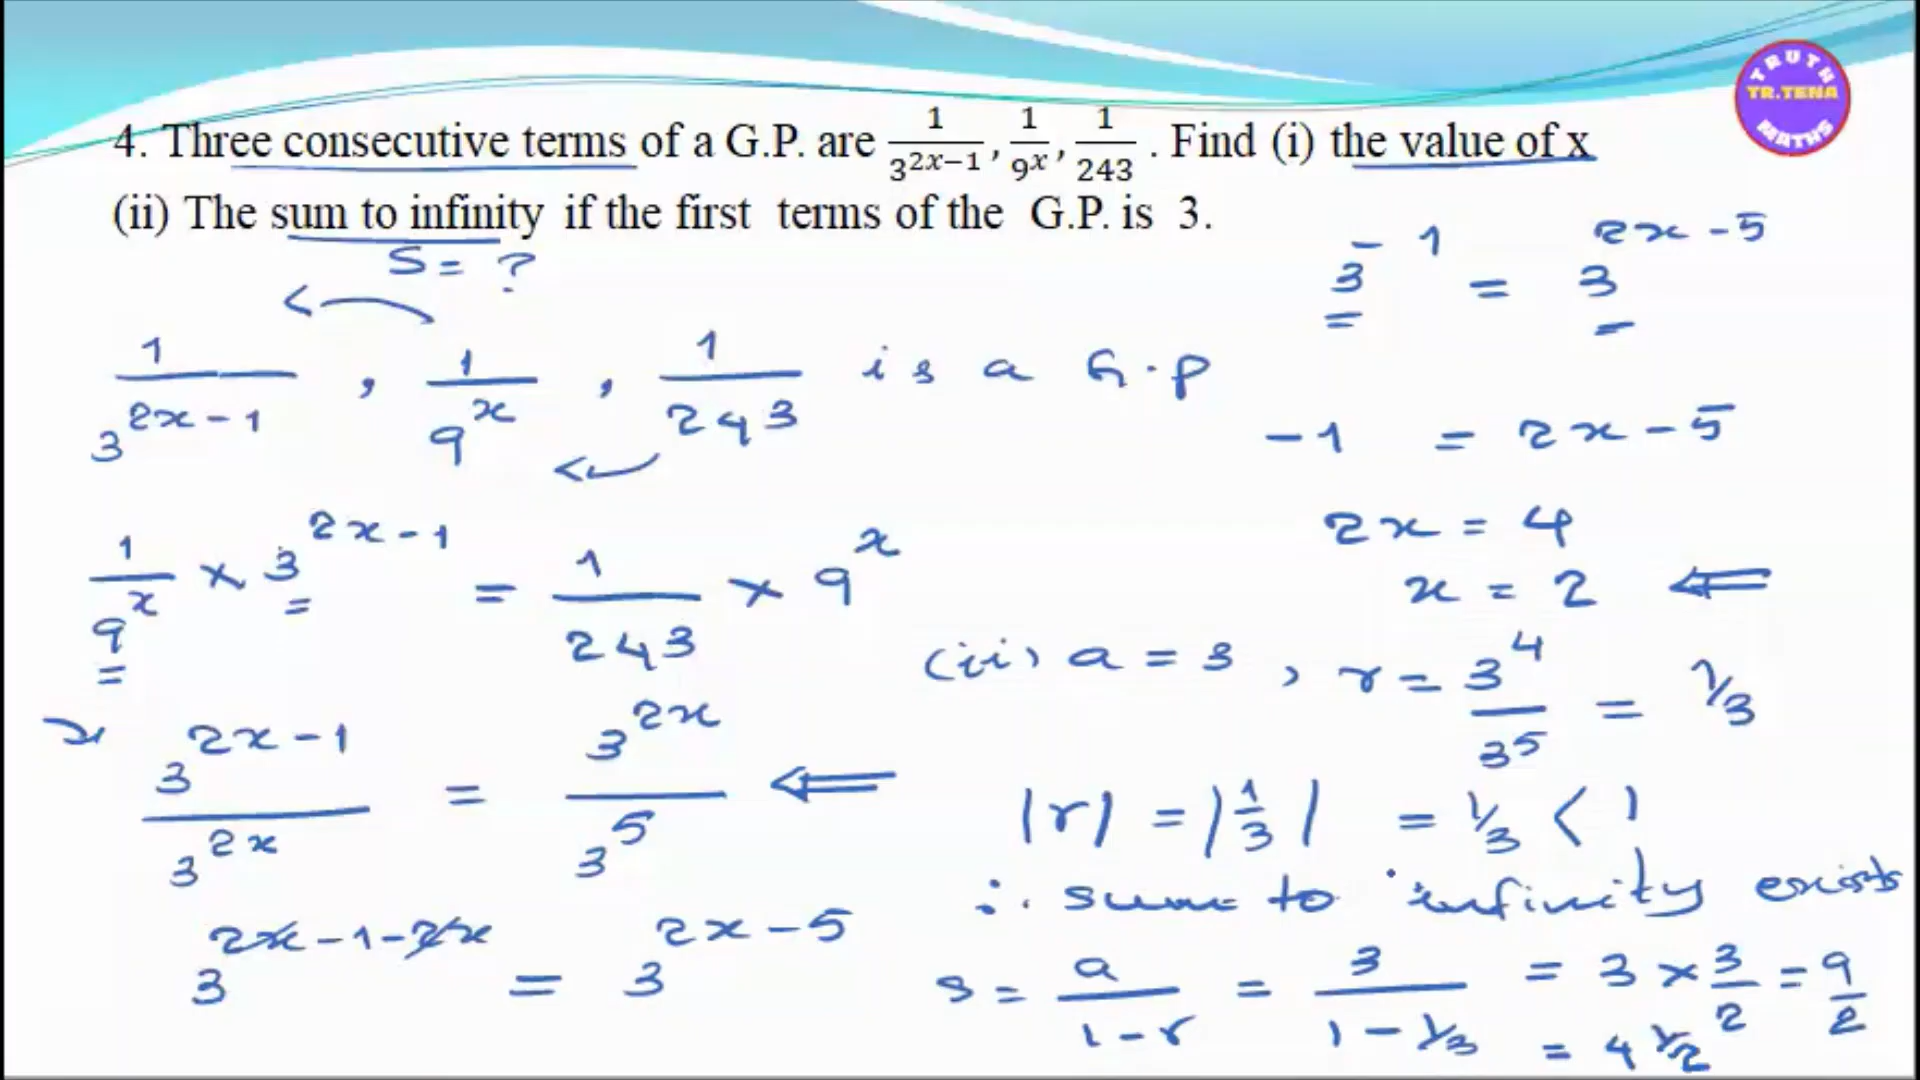 TRUTH
TR.TENA
MATHS
4. Three consecutive terms of a G.P. are 1/3^(2x−1), 1/9^x, 1/243. Find (i) the value of x
(ii) The sum to infinity if the first terms of the G.P. is 3.
S = ?
1/3^(2x−1), 1/9^x, 1/243 is a G.P
1/9^x × 3^(2x−1) = 1/243 × 9^x
3^(2x−1)/3^(2x) = 3^(2x)/3^5 ⇐
3^(2x−1−2x) = 3^(2x−5)
3^(−1) = 3^(2x−5)
−1 = 2x−5
2x = 4
x = 2 ⇐
(ii) a = 3, r = 3^4/3^5 = 1/3
|r| = |1/3| = 1/3 < 1
∴ sum to infinity exists
s = a/(1−r) = 3/(1−1/3) = 3 × 3/2 = 9/2
= 4 1/2